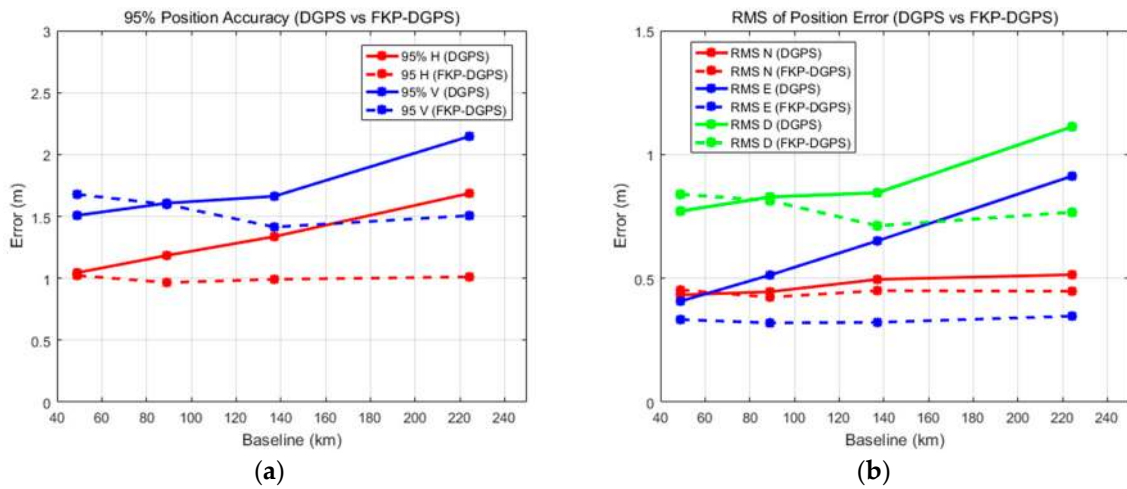 95% Position Accuracy (DGPS vs FKP-DGPS)
3
2.5
2
1.5
1
0.5
0
Error (m)
95% H (DGPS)
95 H (FKP-DGPS)
95% V (DGPS)
95 V (FKP-DGPS)
40 60 80 100 120 140 160 180 200 220 240
Baseline (km)
(a)
RMS of Position Error (DGPS vs FKP-DGPS)
1.5
1
0.5
0
Error (m)
RMS N (DGPS)
RMS N (FKP-DGPS)
RMS E (DGPS)
RMS E (FKP-DGPS)
RMS D (DGPS)
RMS D (FKP-DGPS)
40 60 80 100 120 140 160 180 200 220 240
Baseline (km)
(b)